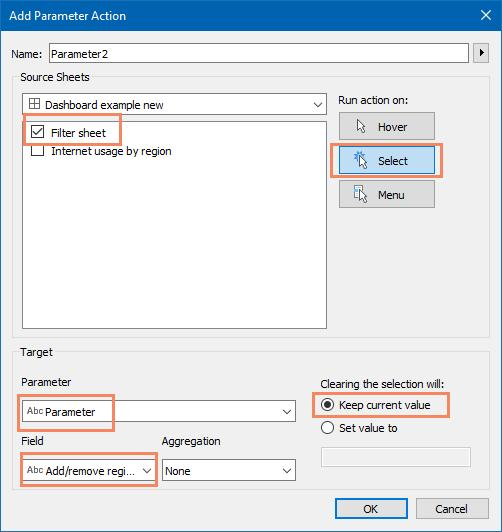 Add Parameter Action
Name: Parameter2
Source Sheets
Dashboard example new
Filter sheet
Internet usage by region
Run action on:
Hover
Select
Menu
Target
Parameter
Abc Parameter
Field
Aggregation
Abc Add/remove regi...
None
Clearing the selection will:
Keep current value
Set value to
OK
Cancel